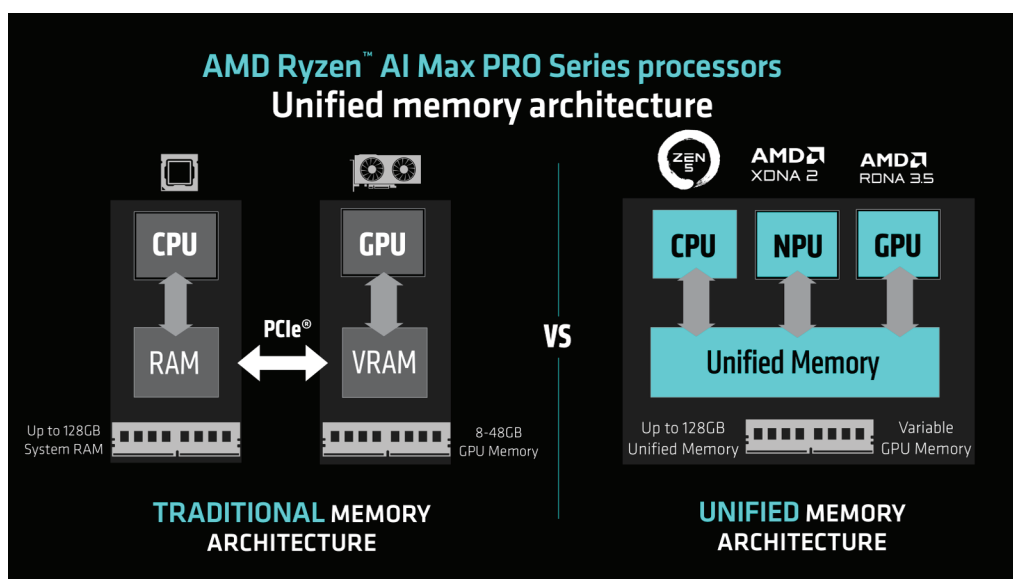 AMD Ryzen™ AI Max PRO Series processors
Unified memory architecture
CPU
RAM
Up to 128GB
System RAM
PCIe®
GPU
VRAM
8-48GB
GPU Memory
TRADITIONAL MEMORY
ARCHITECTURE
VS
ZEN
5
AMD
XDNA 2
AMD
RDNA 3.5
CPU
NPU
GPU
Unified Memory
Up to 128GB
Unified Memory
Variable
GPU Memory
UNIFIED MEMORY
ARCHITECTURE